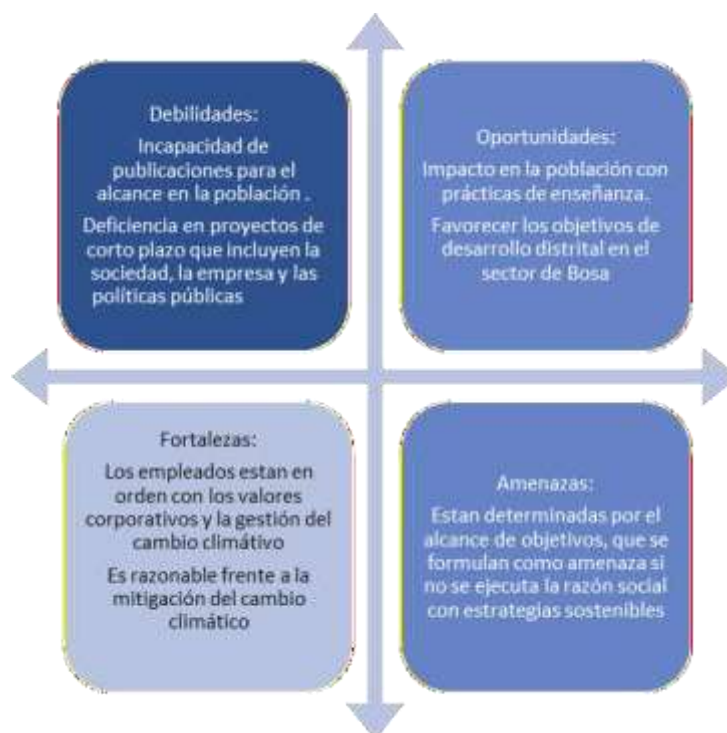 Debilidades:
Incapacidad de
publicaciones para el
alcance en la población .
Deficiencia en proyectos de
corto plazo que incluyen la
sociedad, la empresa y las
políticas públicas
Oportunidades:
Impacto en la población con
prácticas de enseñanza.
Favorecer los objetivos de
desarrollo distrital en el
sector de Bosa
Fortalezas:
Los empleados estan en
orden con los valores
corporativos y la gestión del
cambio climátivo
Es razonable frente a la
mitigación del cambio
climático
Amenazas:
Estan determinadas por el
alcance de objetivos, que se
formulan como amenaza si
no se ejecuta la razón social
con estrategias sostenibles